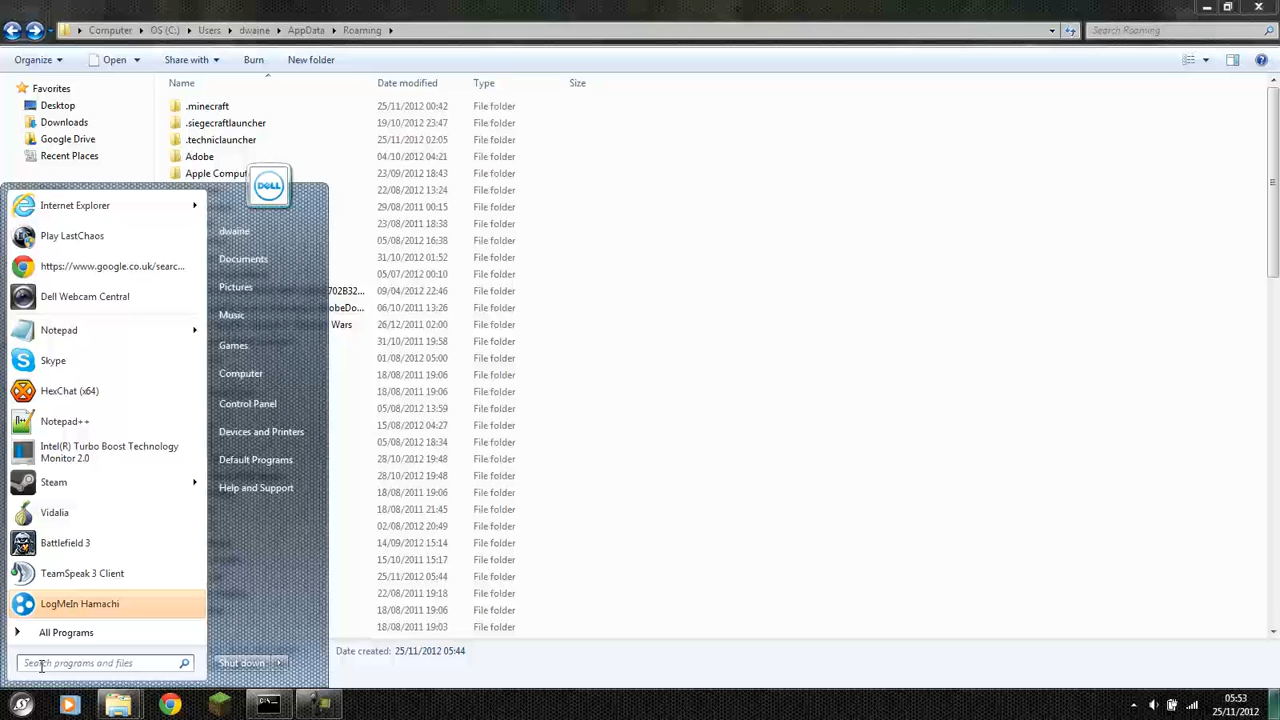 Computer ▸ OS (C:) ▸ Users ▸ dwaine ▸ AppData ▸ Roaming ▸
Search Roaming
Organize Open Share with Burn New folder
Name Date modified Type Size
Favorites
Desktop
Downloads
Google Drive
Recent Places
.minecraft 25/11/2012 00:42 File folder
.siegecraftlauncher 19/10/2012 23:47 File folder
.techniclauncher 25/11/2012 02:05 File folder
Adobe 04/10/2012 04:21 File folder
Apple Comput 23/09/2012 18:43 File folder
22/08/2012 13:24 File folder
29/08/2011 00:15 File folder
23/08/2011 18:38 File folder
05/08/2012 16:38 File folder
31/10/2012 01:52 File folder
05/07/2012 00:10 File folder
702B32... 09/04/2012 22:46 File folder
obeDo... 06/10/2011 13:26 File folder
Wars 26/12/2011 02:00 File folder
31/10/2011 19:58 File folder
01/08/2012 05:00 File folder
18/08/2011 19:06 File folder
18/08/2011 19:06 File folder
05/08/2012 13:59 File folder
15/08/2012 04:27 File folder
05/08/2012 18:34 File folder
28/10/2012 19:48 File folder
28/10/2012 19:48 File folder
18/08/2011 19:06 File folder
18/08/2011 21:45 File folder
02/08/2012 20:49 File folder
14/09/2012 15:14 File folder
15/10/2011 15:17 File folder
25/11/2012 05:44 File folder
22/08/2011 19:18 File folder
18/08/2011 19:06 File folder
18/08/2011 19:03 File folder
Date created: 25/11/2012 05:44
DELL
Internet Explorer
Play LastChaos
https://www.google.co.uk/searc...
Dell Webcam Central
Notepad
Skype
HexChat (x64)
Notepad++
Intel(R) Turbo Boost Technology
Monitor 2.0
Steam
Vidalia
Battlefield 3
TeamSpeak 3 Client
LogMeIn Hamachi
All Programs
Search programs and files
dwaine
Documents
Pictures
Music
Games
Computer
Control Panel
Devices and Printers
Default Programs
Help and Support
Shut down
05:53
25/11/2012